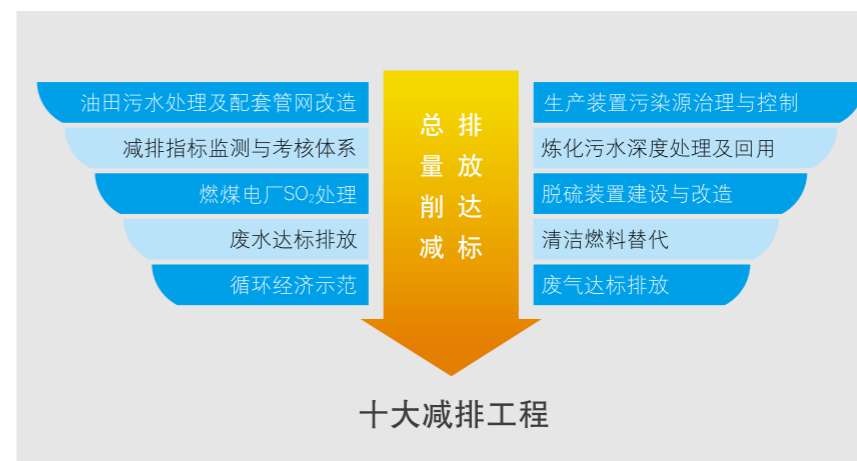 油田污水处理及配套管网改造
减排指标监测与考核体系
燃煤电厂SO₂处理
废水达标排放
循环经济示范
总量削减
排放达标
生产装置污染源治理与控制
炼化污水深度处理及回用
脱硫装置建设与改造
清洁燃料替代
废气达标排放
十大减排工程